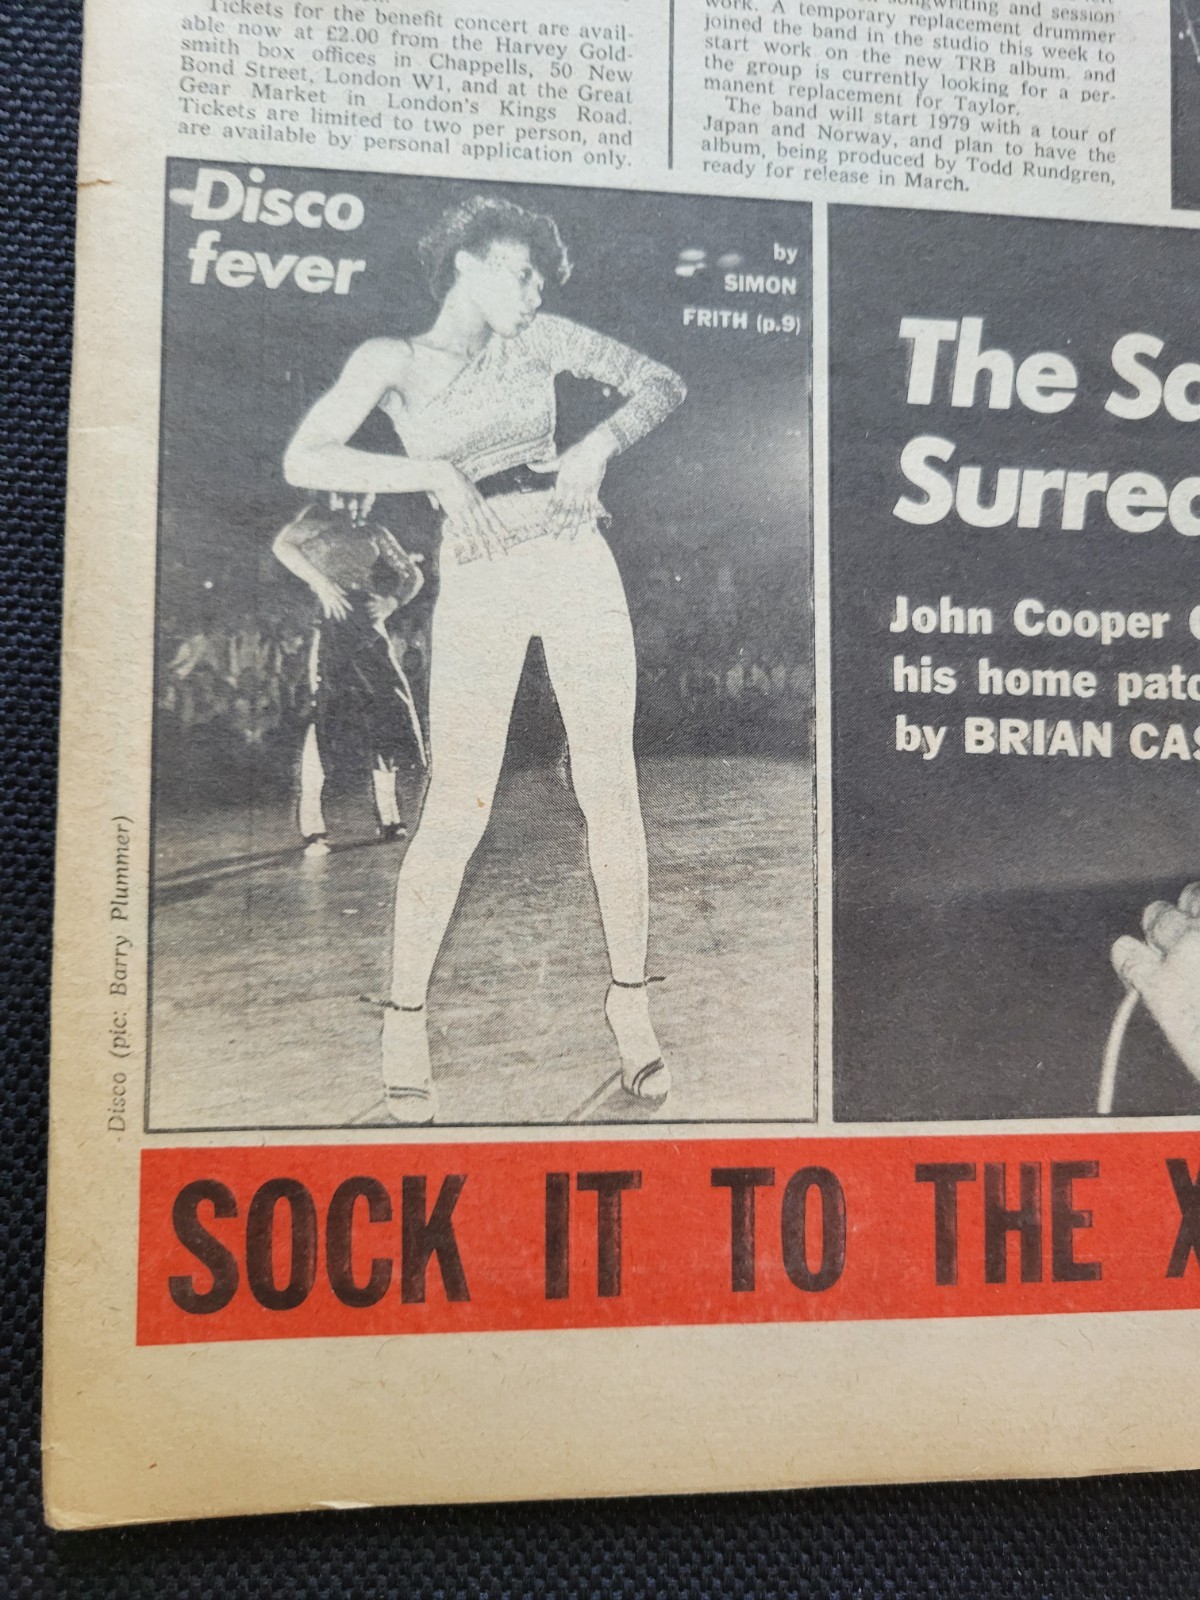 Tickets for the benefit concert are avail-
able now at £2.00 from the Harvey Gold-
smith box offices in Chappells, 50 New
Bond Street, London W1, and at the Great
Gear Market in London's Kings Road.
Tickets are limited to two per person, and
are available by personal application only.
songwriting and session
work. A temporary replacement drummer
joined the band in the studio this week to
start work on the new TRB album. and
the group is currently looking for a per-
manent replacement for Taylor.
The band will start 1979 with a tour of
Japan and Norway, and plan to have the
album, being produced by Todd Rundgren,
ready for release in March.
Disco
fever
by
SIMON
FRITH (p.9)
Disco (pic: Barry Plummer)
The
John Cooper
his home
by BRIAN
SOCK IT TO THE